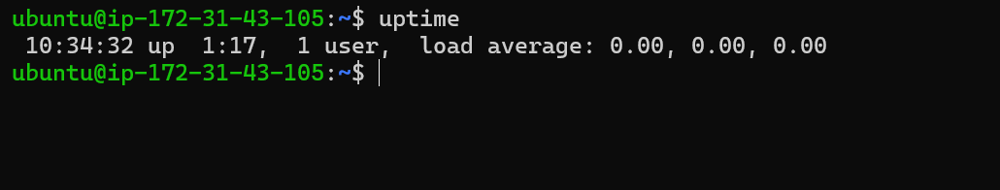 ubuntu@ip-172-31-43-105:~$ uptime
 10:34:32 up  1:17,  1 user,  load average: 0.00, 0.00, 0.00
ubuntu@ip-172-31-43-105:~$